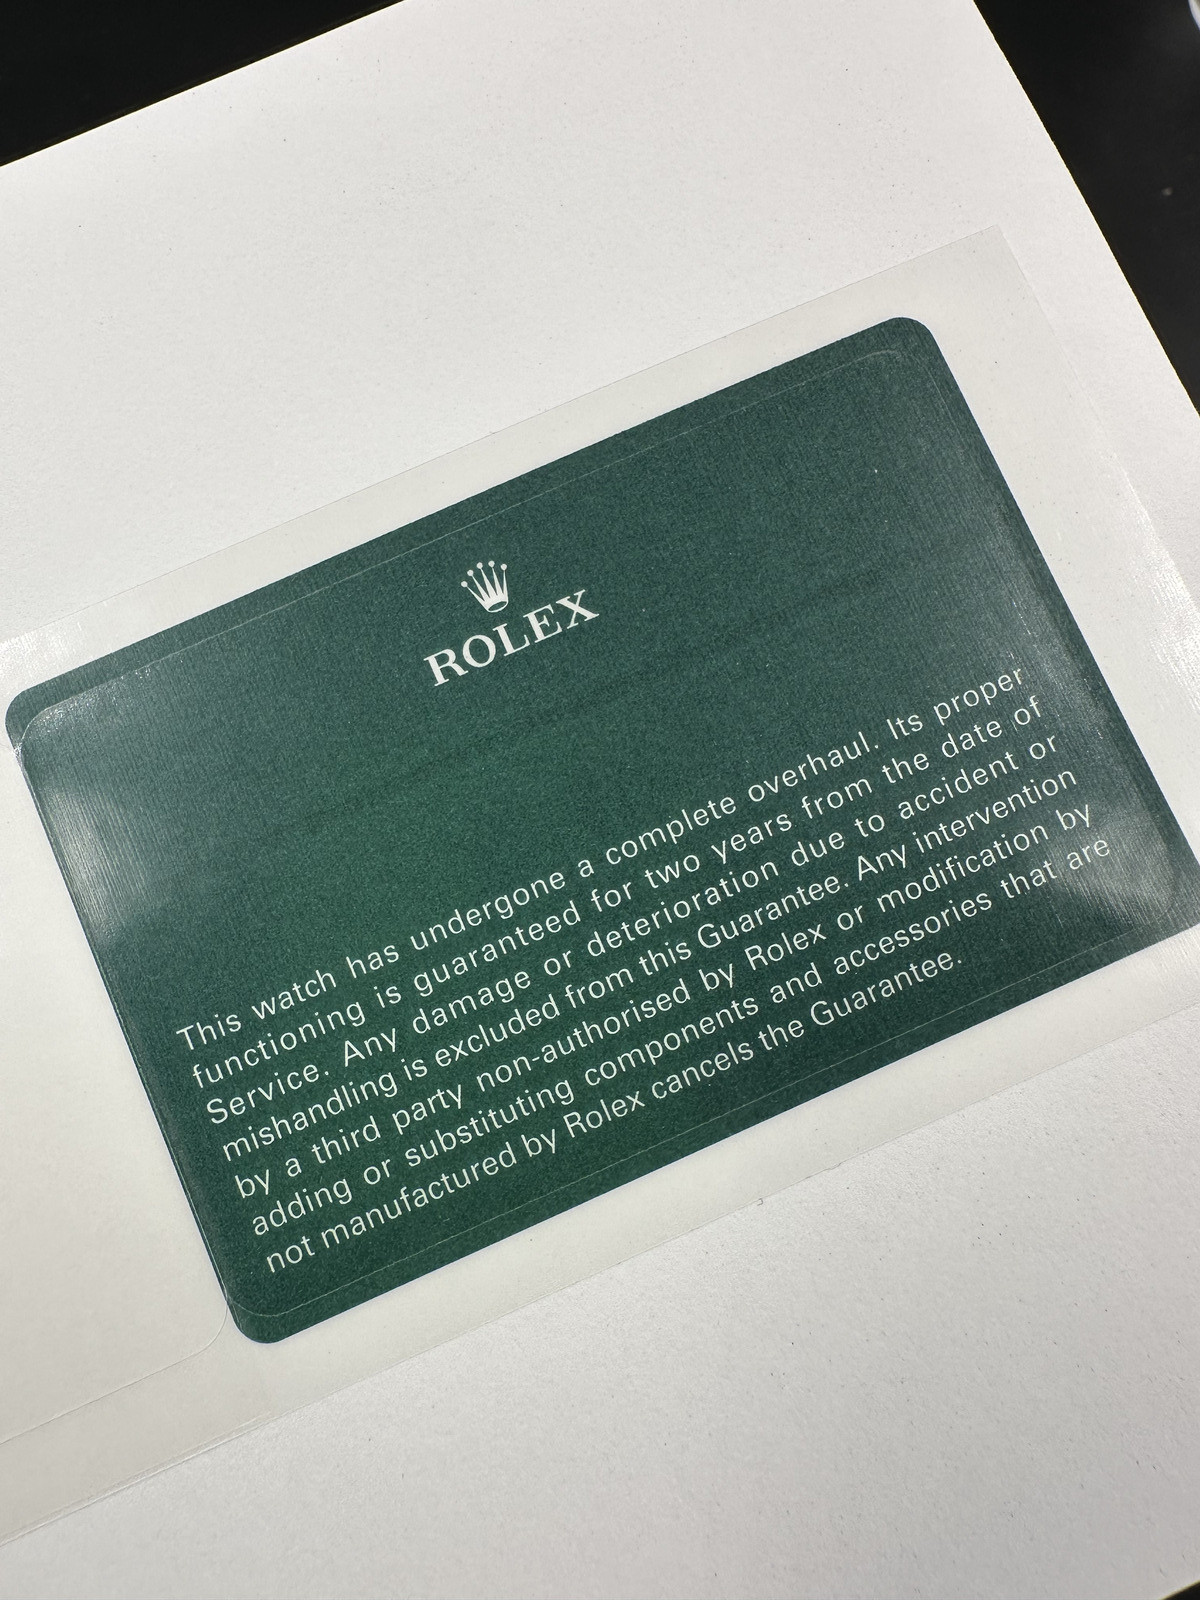 ROLEX
This watch has undergone a complete overhaul. Its proper
functioning is guaranteed for two years from the date of
Service. Any damage or deterioration due to accident or
mishandling is excluded from this Guarantee. Any intervention
by a third party non-authorised by Rolex or modification by
adding or substituting components and accessories that are
not manufactured by Rolex cancels the Guarantee.